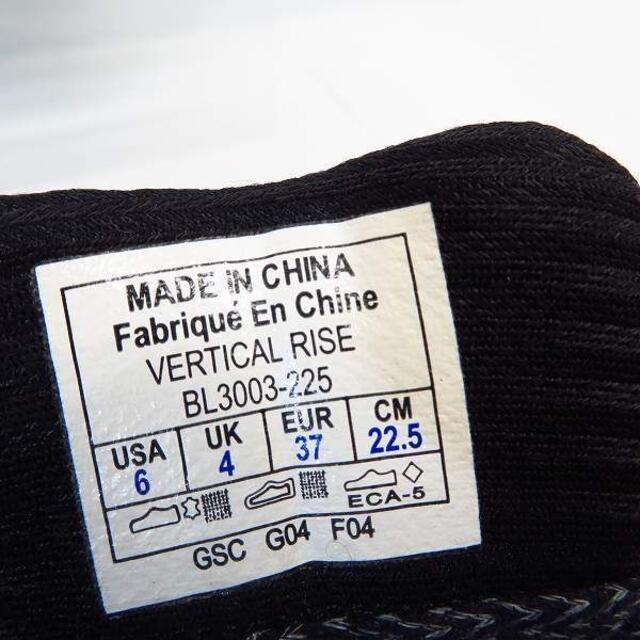 MADE IN CHINA
Fabriqué En Chine
VERTICAL RISE
BL3003-225
USA UK EUR CM
6 4 37 22.5
ECA-5
GSC G04 F04